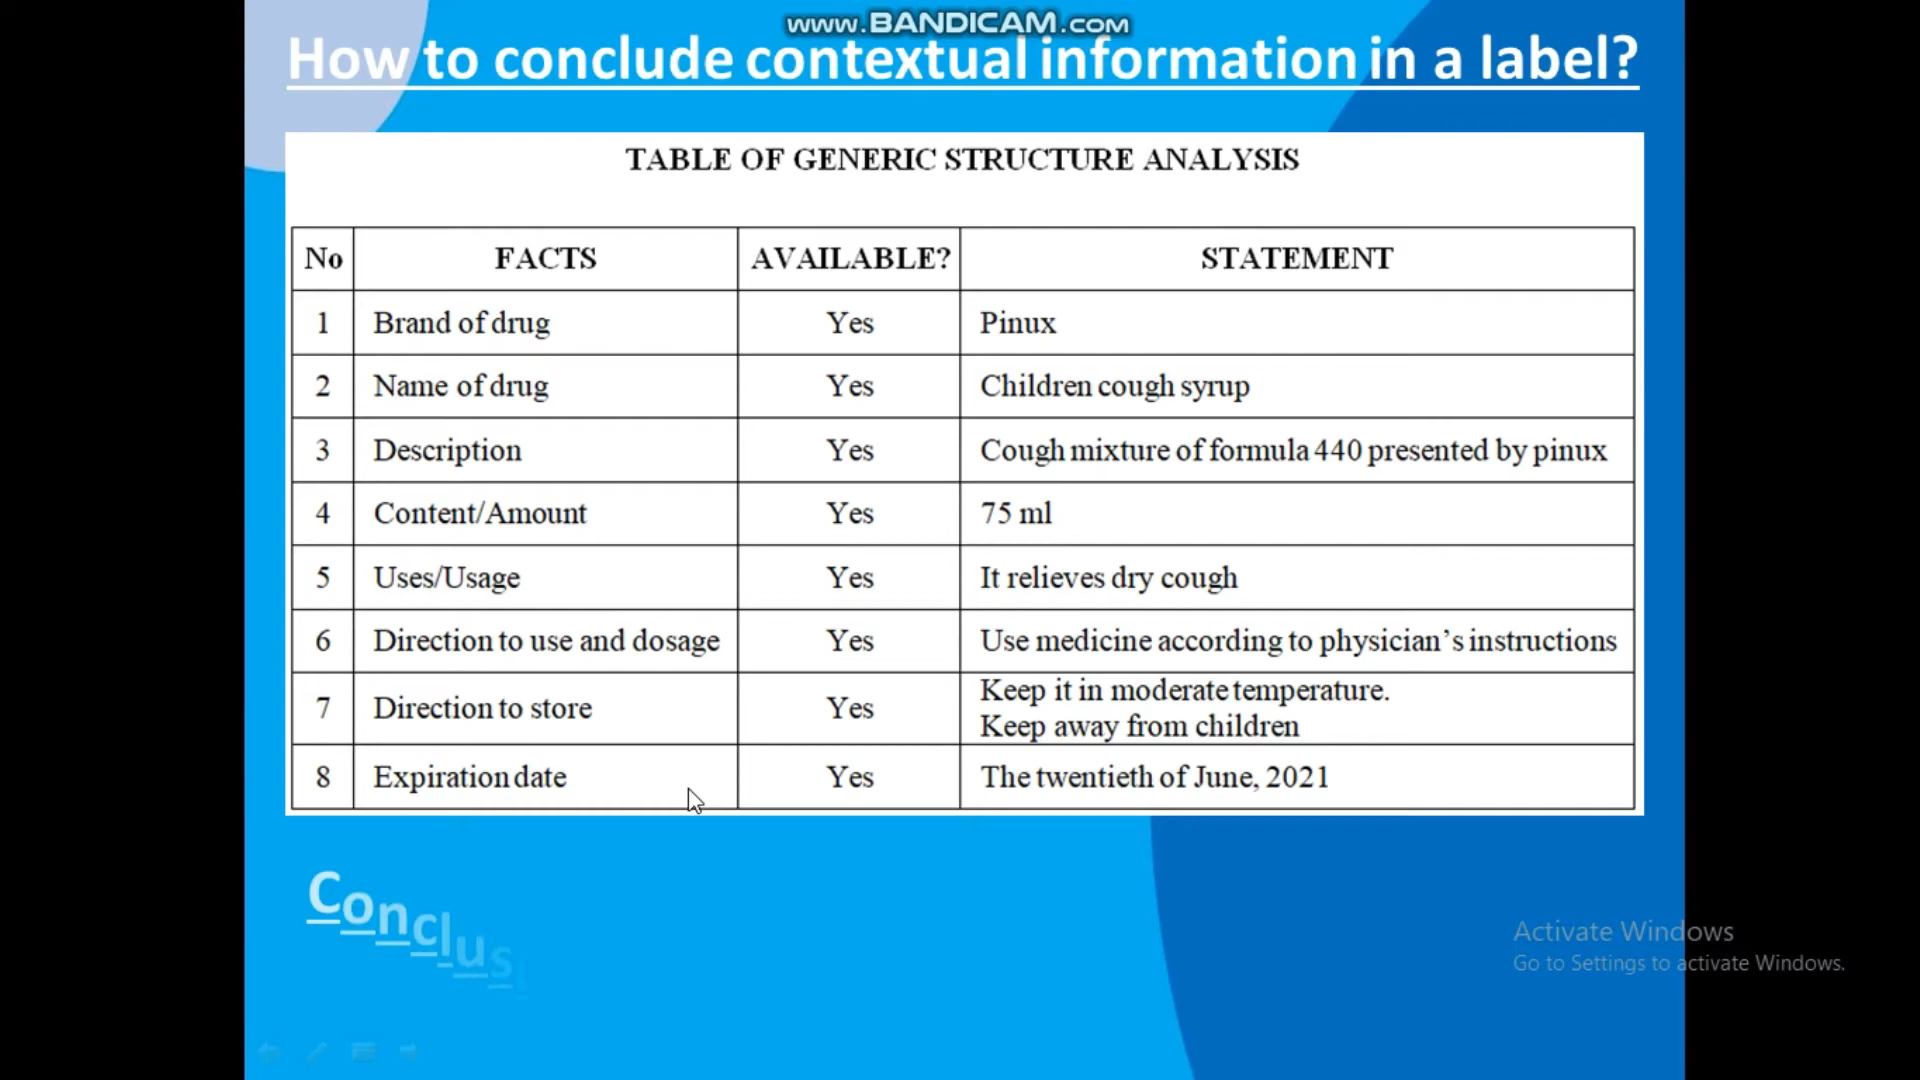 www.BANDICAM.com
How to conclude contextual information in a label?
TABLE OF GENERIC STRUCTURE ANALYSIS
No FACTS AVAILABLE? STATEMENT
1 Brand of drug Yes Pinux
2 Name of drug Yes Children cough syrup
3 Description Yes Cough mixture of formula 440 presented by pinux
4 Content/Amount Yes 75 ml
5 Uses/Usage Yes It relieves dry cough
6 Direction to use and dosage Yes Use medicine according to physician's instructions
7 Direction to store Yes Keep it in moderate temperature.
Keep away from children
8 Expiration date Yes The twentieth of June, 2021
Conclus
Activate Windows
Go to Settings to activate Windows.